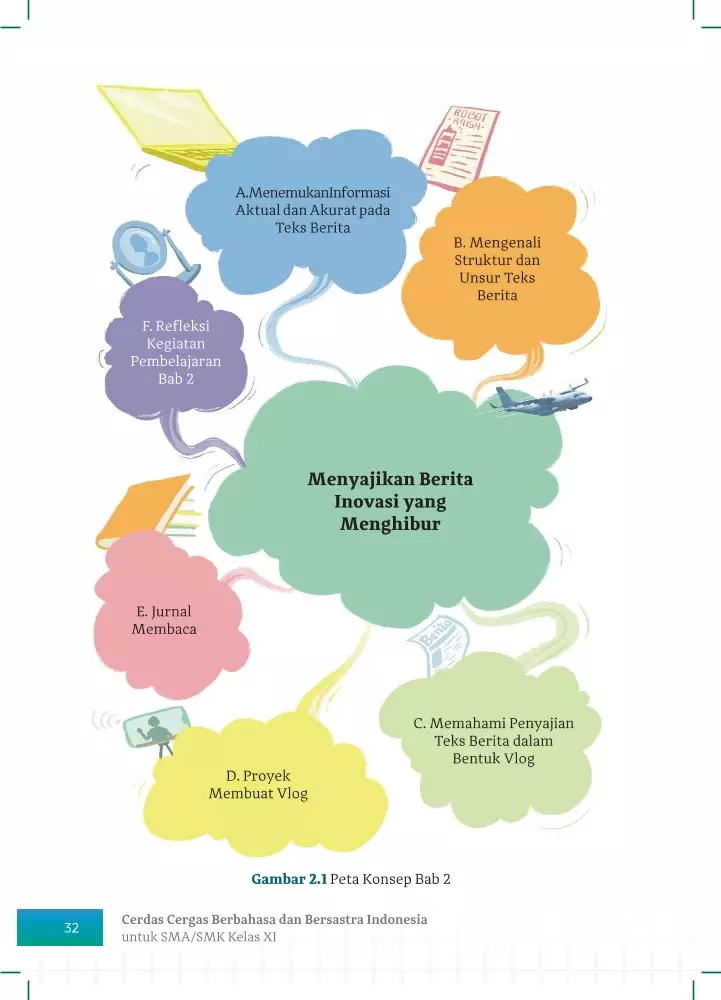 ROBOT
RAISA
A.MenemukanInformasi
Aktual dan Akurat pada
Teks Berita
B. Mengenali
Struktur dan
Unsur Teks
Berita
F. Refleksi
Kegiatan
Pembelajaran
Bab 2
Menyajikan Berita
Inovasi yang
Menghibur
E. Jurnal
Membaca
Berita
C. Memahami Penyajian
Teks Berita dalam
Bentuk Vlog
D. Proyek
Membuat Vlog
Gambar 2.1 Peta Konsep Bab 2
32
Cerdas Cergas Berbahasa dan Bersastra Indonesia
untuk SMA/SMK Kelas XI